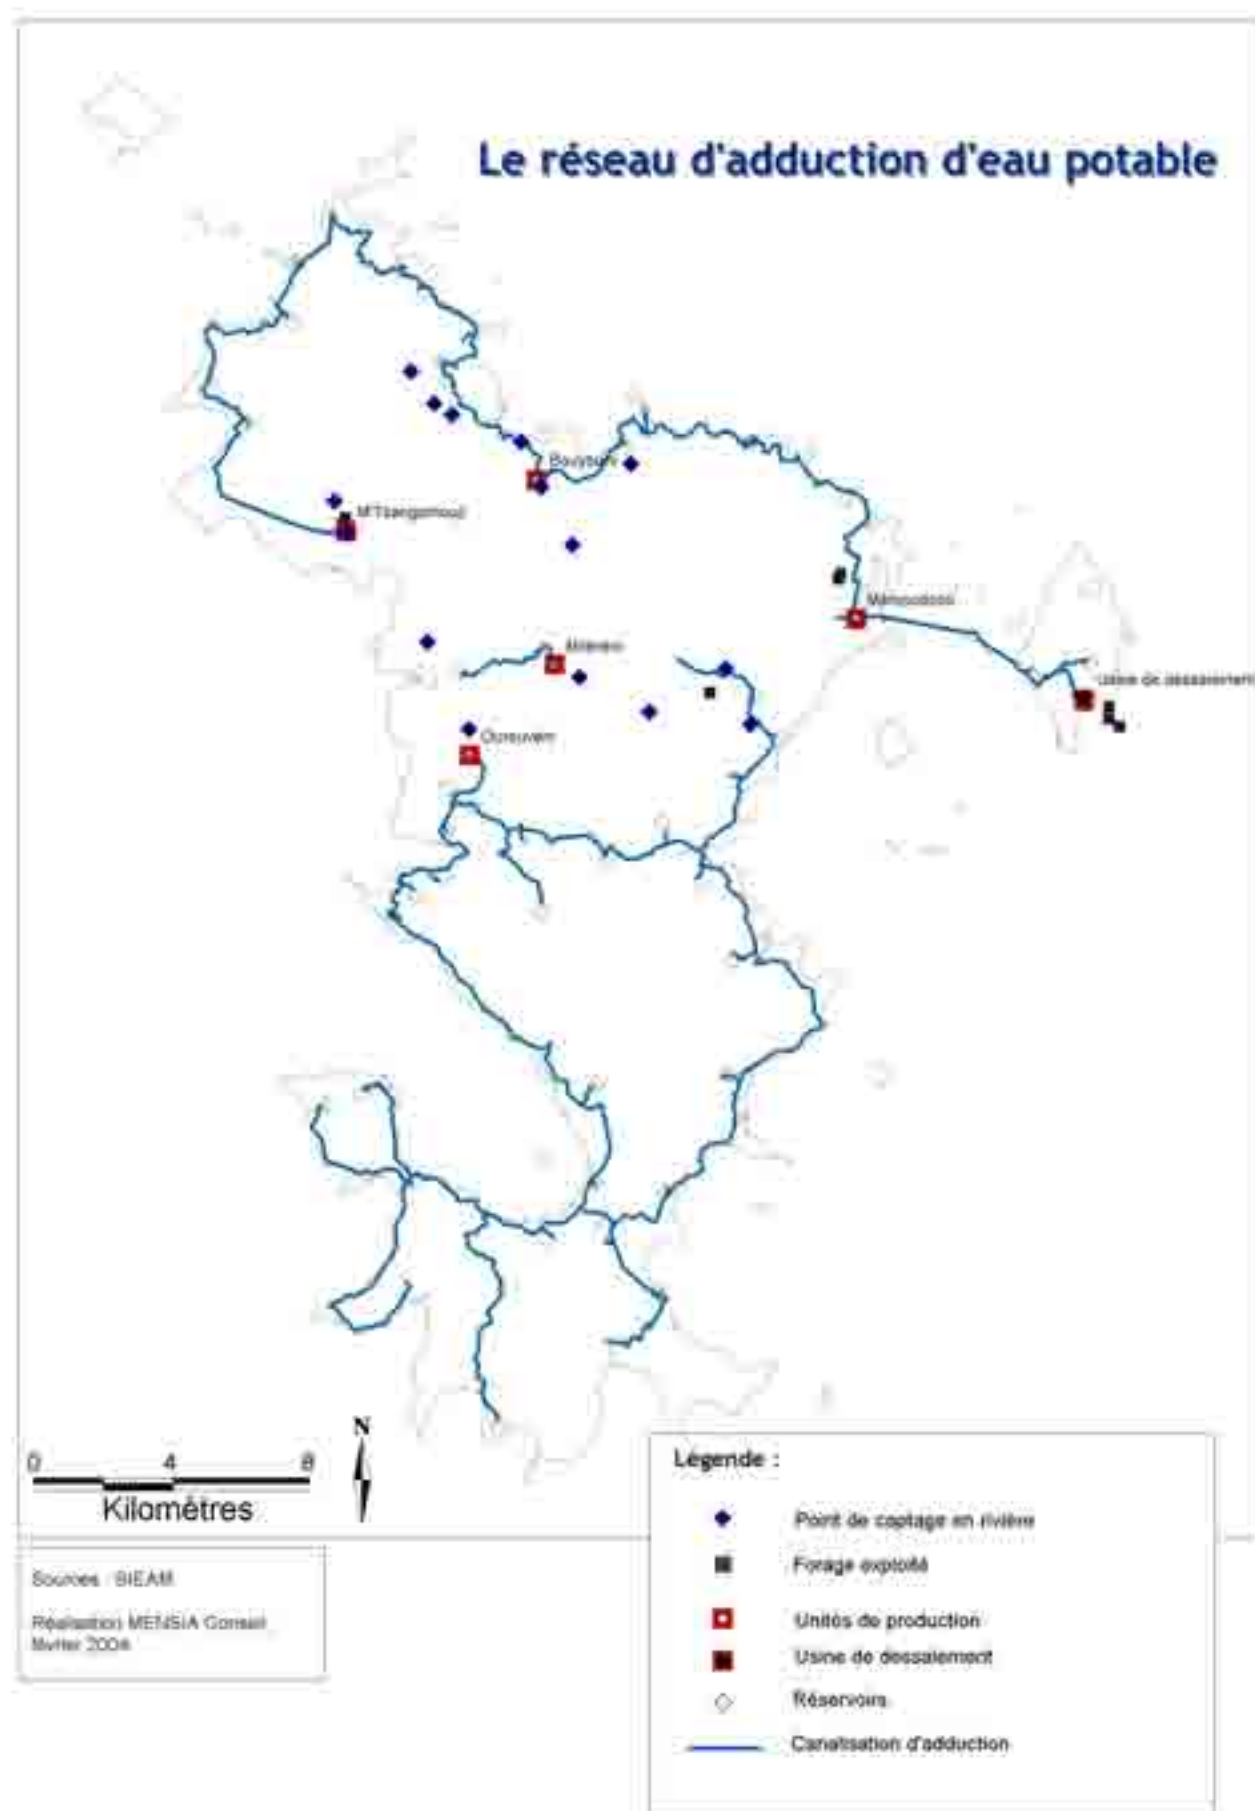 Le réseau d'adduction d'eau potable
Bouyouni
M'Tsangamouji
Mamoudzou
Usine de dessalement
Ourouveni
N
0 4 8
Kilomètres
Légende :
Point de captage en rivière
Forage exploité
Unités de production
Usine de dessalement
Réservoirs
Canalisation d'adduction
Sources : SIEAM
Réalisation MENSIA Conseil
février 2004